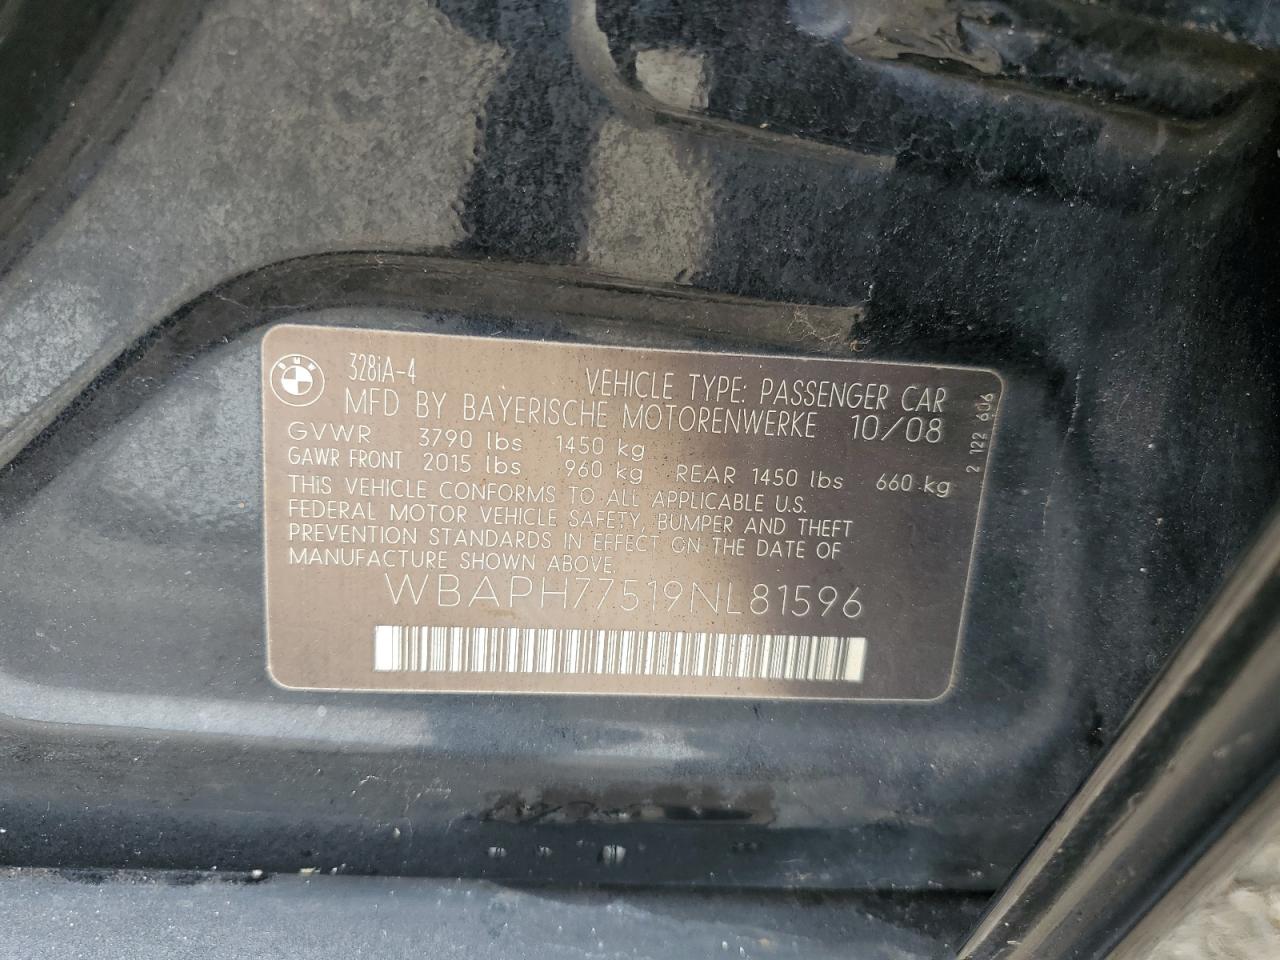 BMW
328iA-4
VEHICLE TYPE: PASSENGER CAR
MFD BY BAYERISCHE MOTORENWERKE 10/08
GVWR 3790 lbs 1450 kg
GAWR FRONT 2015 lbs 960 kg REAR 1450 lbs 660 kg
THIS VEHICLE CONFORMS TO ALL APPLICABLE U.S.
FEDERAL MOTOR VEHICLE SAFETY, BUMPER AND THEFT
PREVENTION STANDARDS IN EFFECT ON THE DATE OF
MANUFACTURE SHOWN ABOVE.
WBAPH77519NL81596
2 122 606